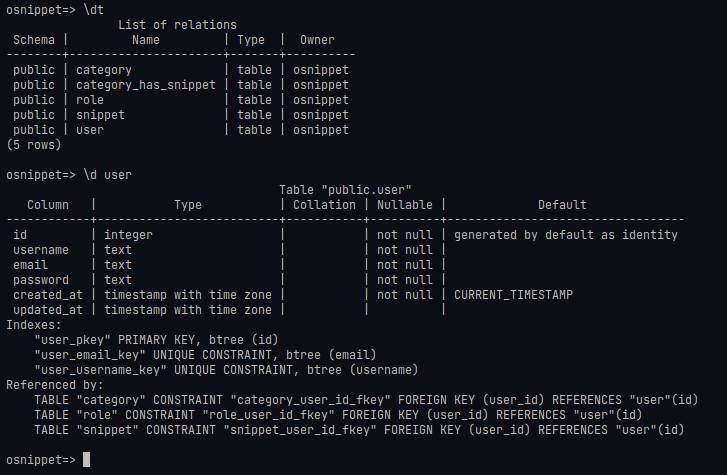 osnippet=> \dt
                List of relations
 Schema |         Name         | Type  |  Owner
--------+----------------------+-------+----------
 public | category             | table | osnippet
 public | category_has_snippet | table | osnippet
 public | role                 | table | osnippet
 public | snippet              | table | osnippet
 public | user                 | table | osnippet
(5 rows)

osnippet=> \d user
                                       Table "public.user"
   Column   |           Type           | Collation | Nullable |             Default
------------+--------------------------+-----------+----------+----------------------------------
 id         | integer                  |           | not null | generated by default as identity
 username   | text                     |           | not null |
 email      | text                     |           | not null |
 password   | text                     |           | not null |
 created_at | timestamp with time zone |           | not null | CURRENT_TIMESTAMP
 updated_at | timestamp with time zone |           |          |
Indexes:
    "user_pkey" PRIMARY KEY, btree (id)
    "user_email_key" UNIQUE CONSTRAINT, btree (email)
    "user_username_key" UNIQUE CONSTRAINT, btree (username)
Referenced by:
    TABLE "category" CONSTRAINT "category_user_id_fkey" FOREIGN KEY (user_id) REFERENCES "user"(id)
    TABLE "role" CONSTRAINT "role_user_id_fkey" FOREIGN KEY (user_id) REFERENCES "user"(id)
    TABLE "snippet" CONSTRAINT "snippet_user_id_fkey" FOREIGN KEY (user_id) REFERENCES "user"(id)

osnippet=>